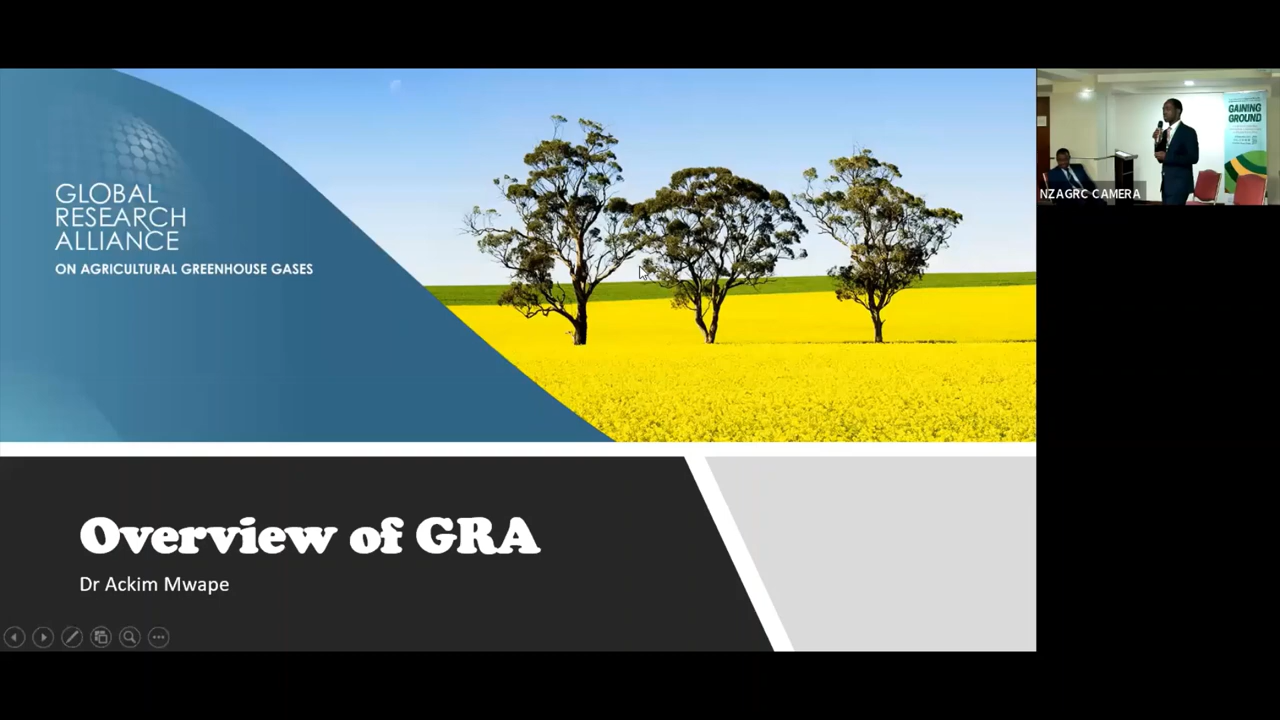 GLOBAL
RESEARCH
ALLIANCE
ON AGRICULTURAL GREENHOUSE GASES
Overview of GRA
Dr Ackim Mwape
GAINING
GROUND
NZAGRC CAMERA